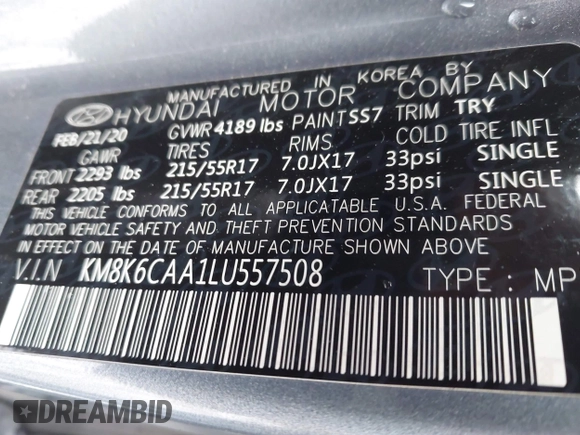 MANUFACTURED IN KOREA BY
HYUNDAI MOTOR COMPANY
FEB/21/20 GVWR 4189 lbs PAINT SS7 TRIM TRY
GAWR TIRES RIMS COLD TIRE INFL
FRONT 2293 lbs 215/55R17 7.0JX17 33psi SINGLE
REAR 2205 lbs 215/55R17 7.0JX17 33psi SINGLE
THIS VEHICLE CONFORMS TO ALL APPLICATABLE U.S.A. FEDERAL
MOTOR VEHICLE SAFETY AND THEFT PREVENTION STANDARDS
IN EFFECT ON THE DATE OF MANUFACTURE SHOWN ABOVE.
V.I.N KM8K6CAA1LU557508 TYPE: MP
DREAMBID